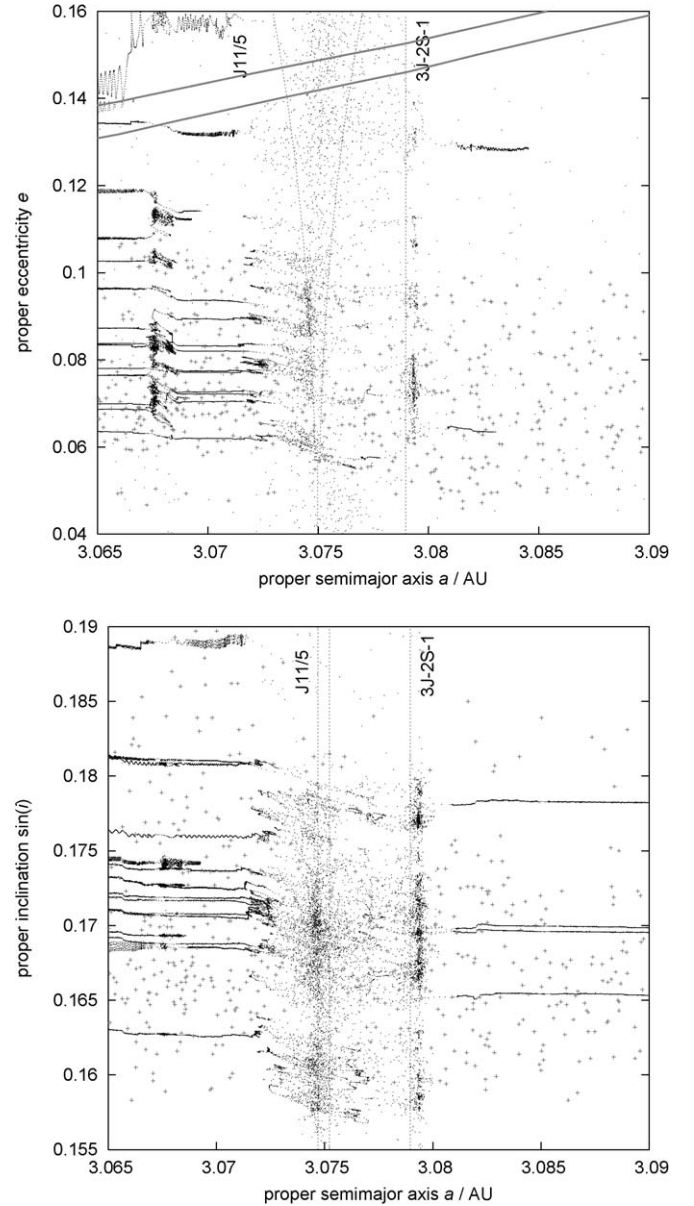 0.16
J11/5
3J-2S-1
0.14
0.12
0.1
0.08
0.06
0.04
proper eccentricity e
3.065 3.07 3.075 3.08 3.085 3.09
proper semimajor axis a / AU
0.19
J11/5
3J-2S-1
0.185
0.18
0.175
0.17
0.165
0.16
0.155
proper inclination sin(i)
3.065 3.07 3.075 3.08 3.085 3.09
proper semimajor axis a / AU